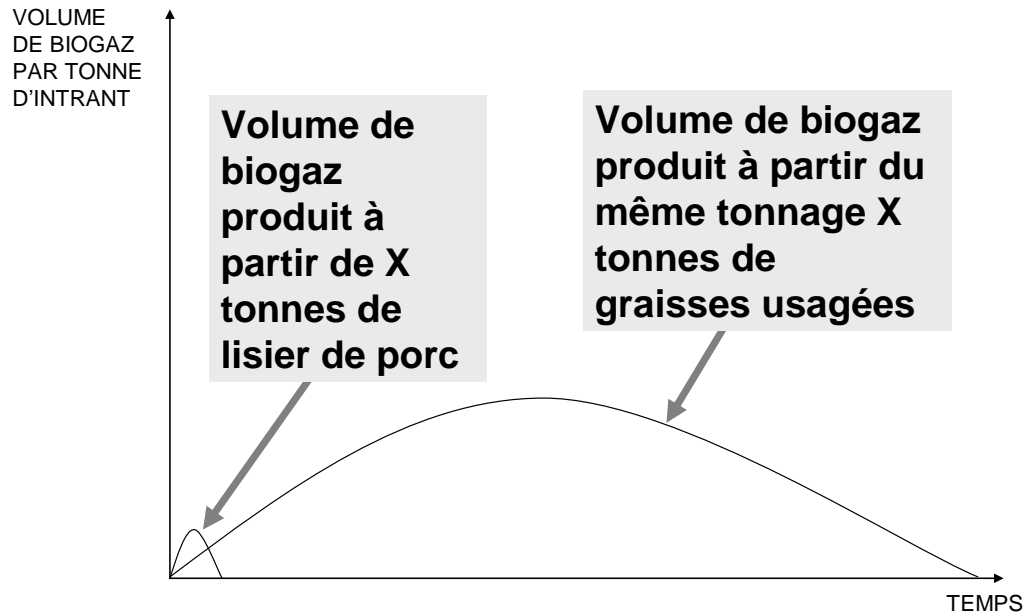 VOLUME
DE BIOGAZ
PAR TONNE
D'INTRANT
Volume de
biogaz
produit à
partir de X
tonnes de
lisier de porc
Volume de biogaz
produit à partir du
même tonnage X
tonnes de
graisses usagées
TEMPS